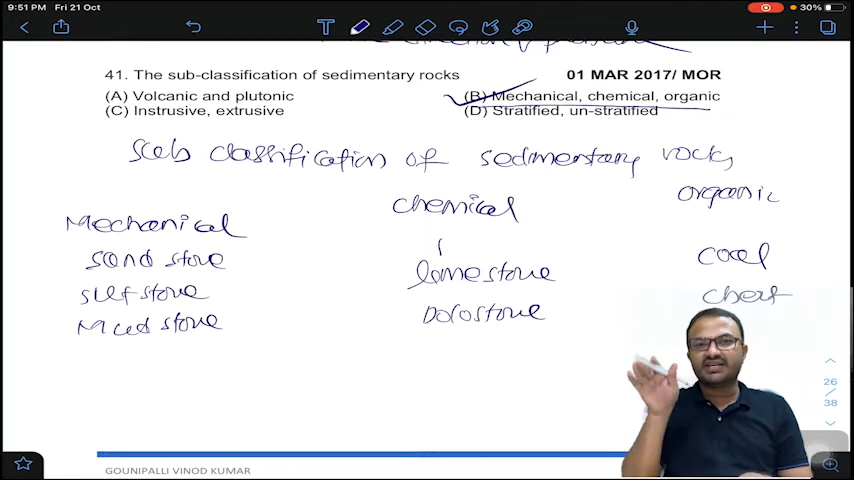 9:51 PM Fri 21 Oct
30%
T
41. The sub-classification of sedimentary rocks 01 MAR 2017/ MOR
(A) Volcanic and plutonic (B) Mechanical, chemical, organic
(C) Instrusive, extrusive (D) Stratified, un-stratified
Sub classification of sedimentary rocks
Mechanical chemical organic
sand stone limestone coal
silt stone Dolostone chert
Mud stone
26
/
38
GOUNIPALLI VINOD KUMAR